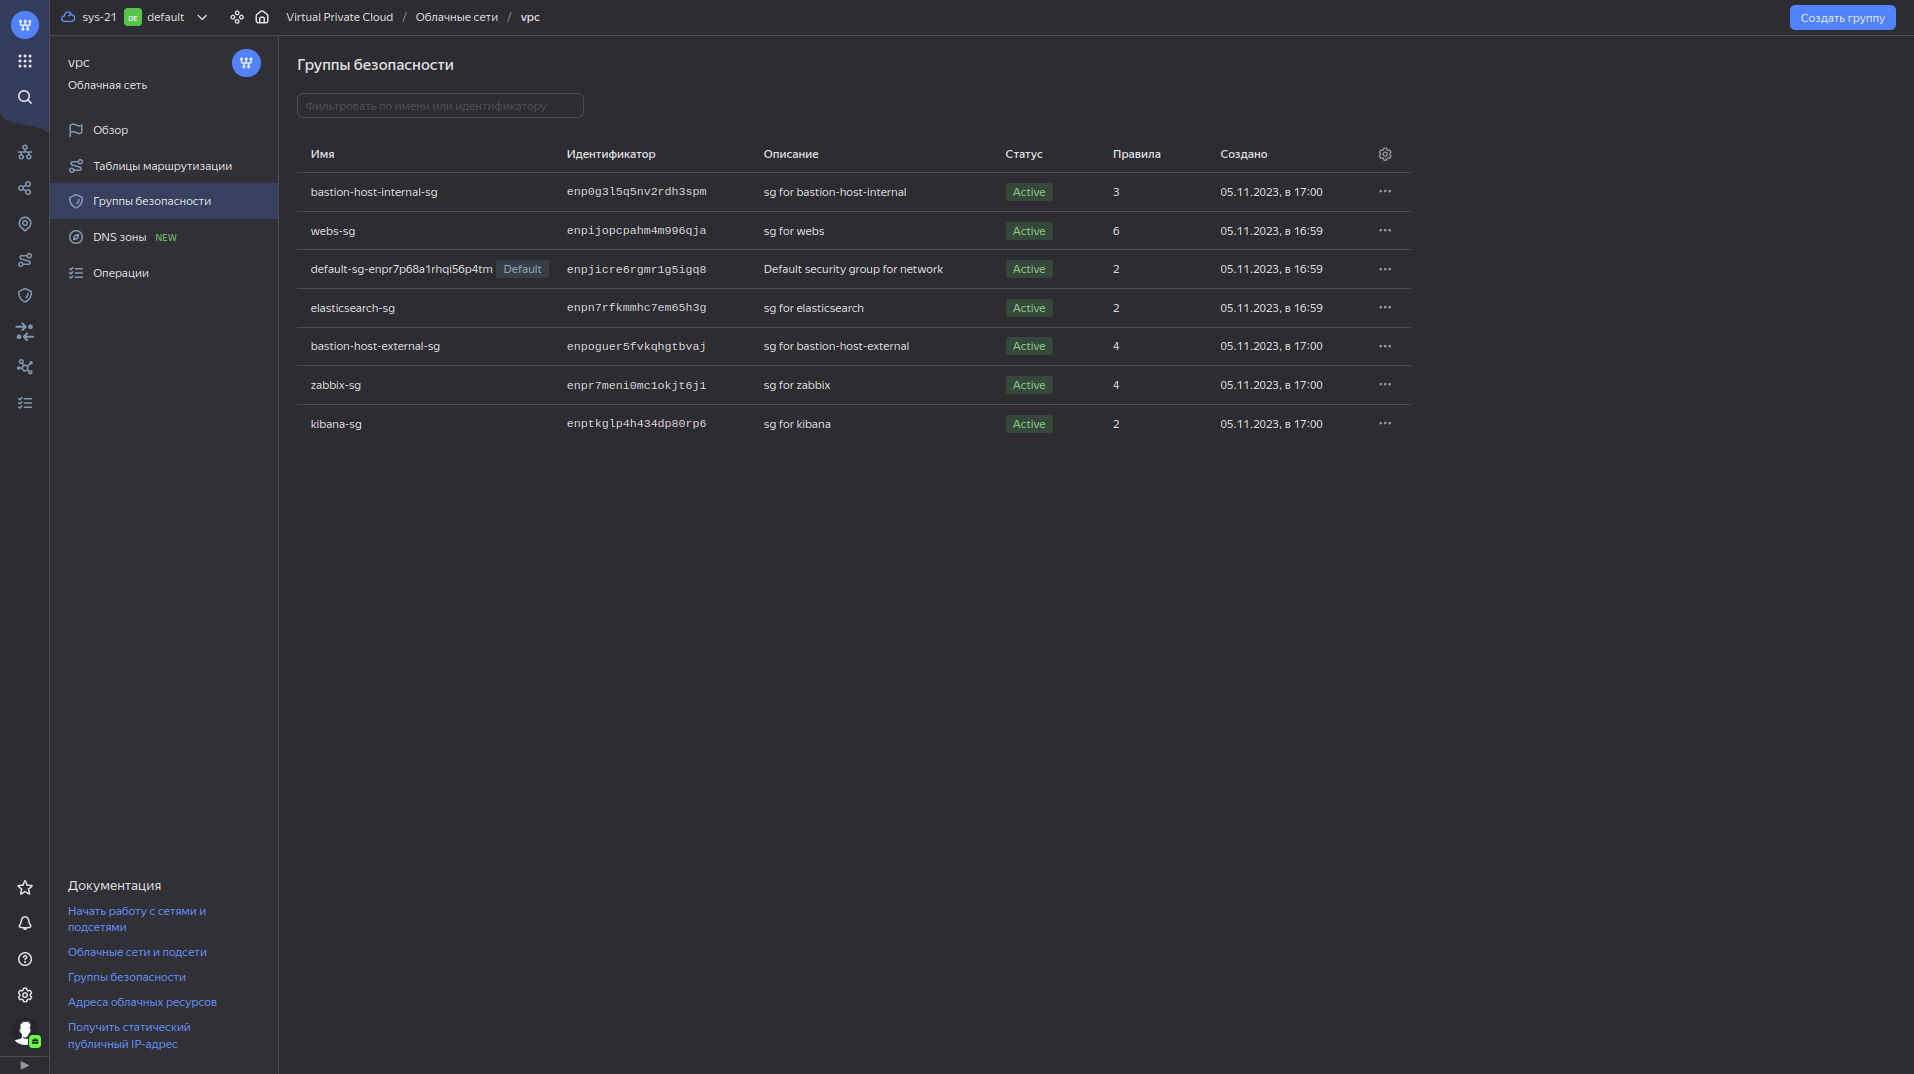 sys-21 DE default Virtual Private Cloud / Облачные сети / vpc Создать группу
vpc
Облачная сеть
Обзор
Таблицы маршрутизации
Группы безопасности
DNS зоны NEW
Операции
Документация
Начать работу с сетями и
подсетями
Облачные сети и подсети
Группы безопасности
Адреса облачных ресурсов
Получить статический
публичный IP-адрес
Группы безопасности
Фильтровать по имени или идентификатору
Имя Идентификатор Описание Статус Правила Создано
bastion-host-internal-sg enp0g3l5q5nv2rdh3spm sg for bastion-host-internal Active 3 05.11.2023, в 17:00
webs-sg enpijopcpahm4m996qja sg for webs Active 6 05.11.2023, в 16:59
default-sg-enpr7p68a1rhqi56p4tm Default enpjicre6rgmr1g5igq8 Default security group for network Active 2 05.11.2023, в 16:59
elasticsearch-sg enpn7rfkmmhc7em65h3g sg for elasticsearch Active 2 05.11.2023, в 16:59
bastion-host-external-sg enpoguer5fvkqhgtbvaj sg for bastion-host-external Active 4 05.11.2023, в 17:00
zabbix-sg enpr7meni0mc1okjt6j1 sg for zabbix Active 4 05.11.2023, в 17:00
kibana-sg enptkglp4h434dp80rp6 sg for kibana Active 2 05.11.2023, в 17:00